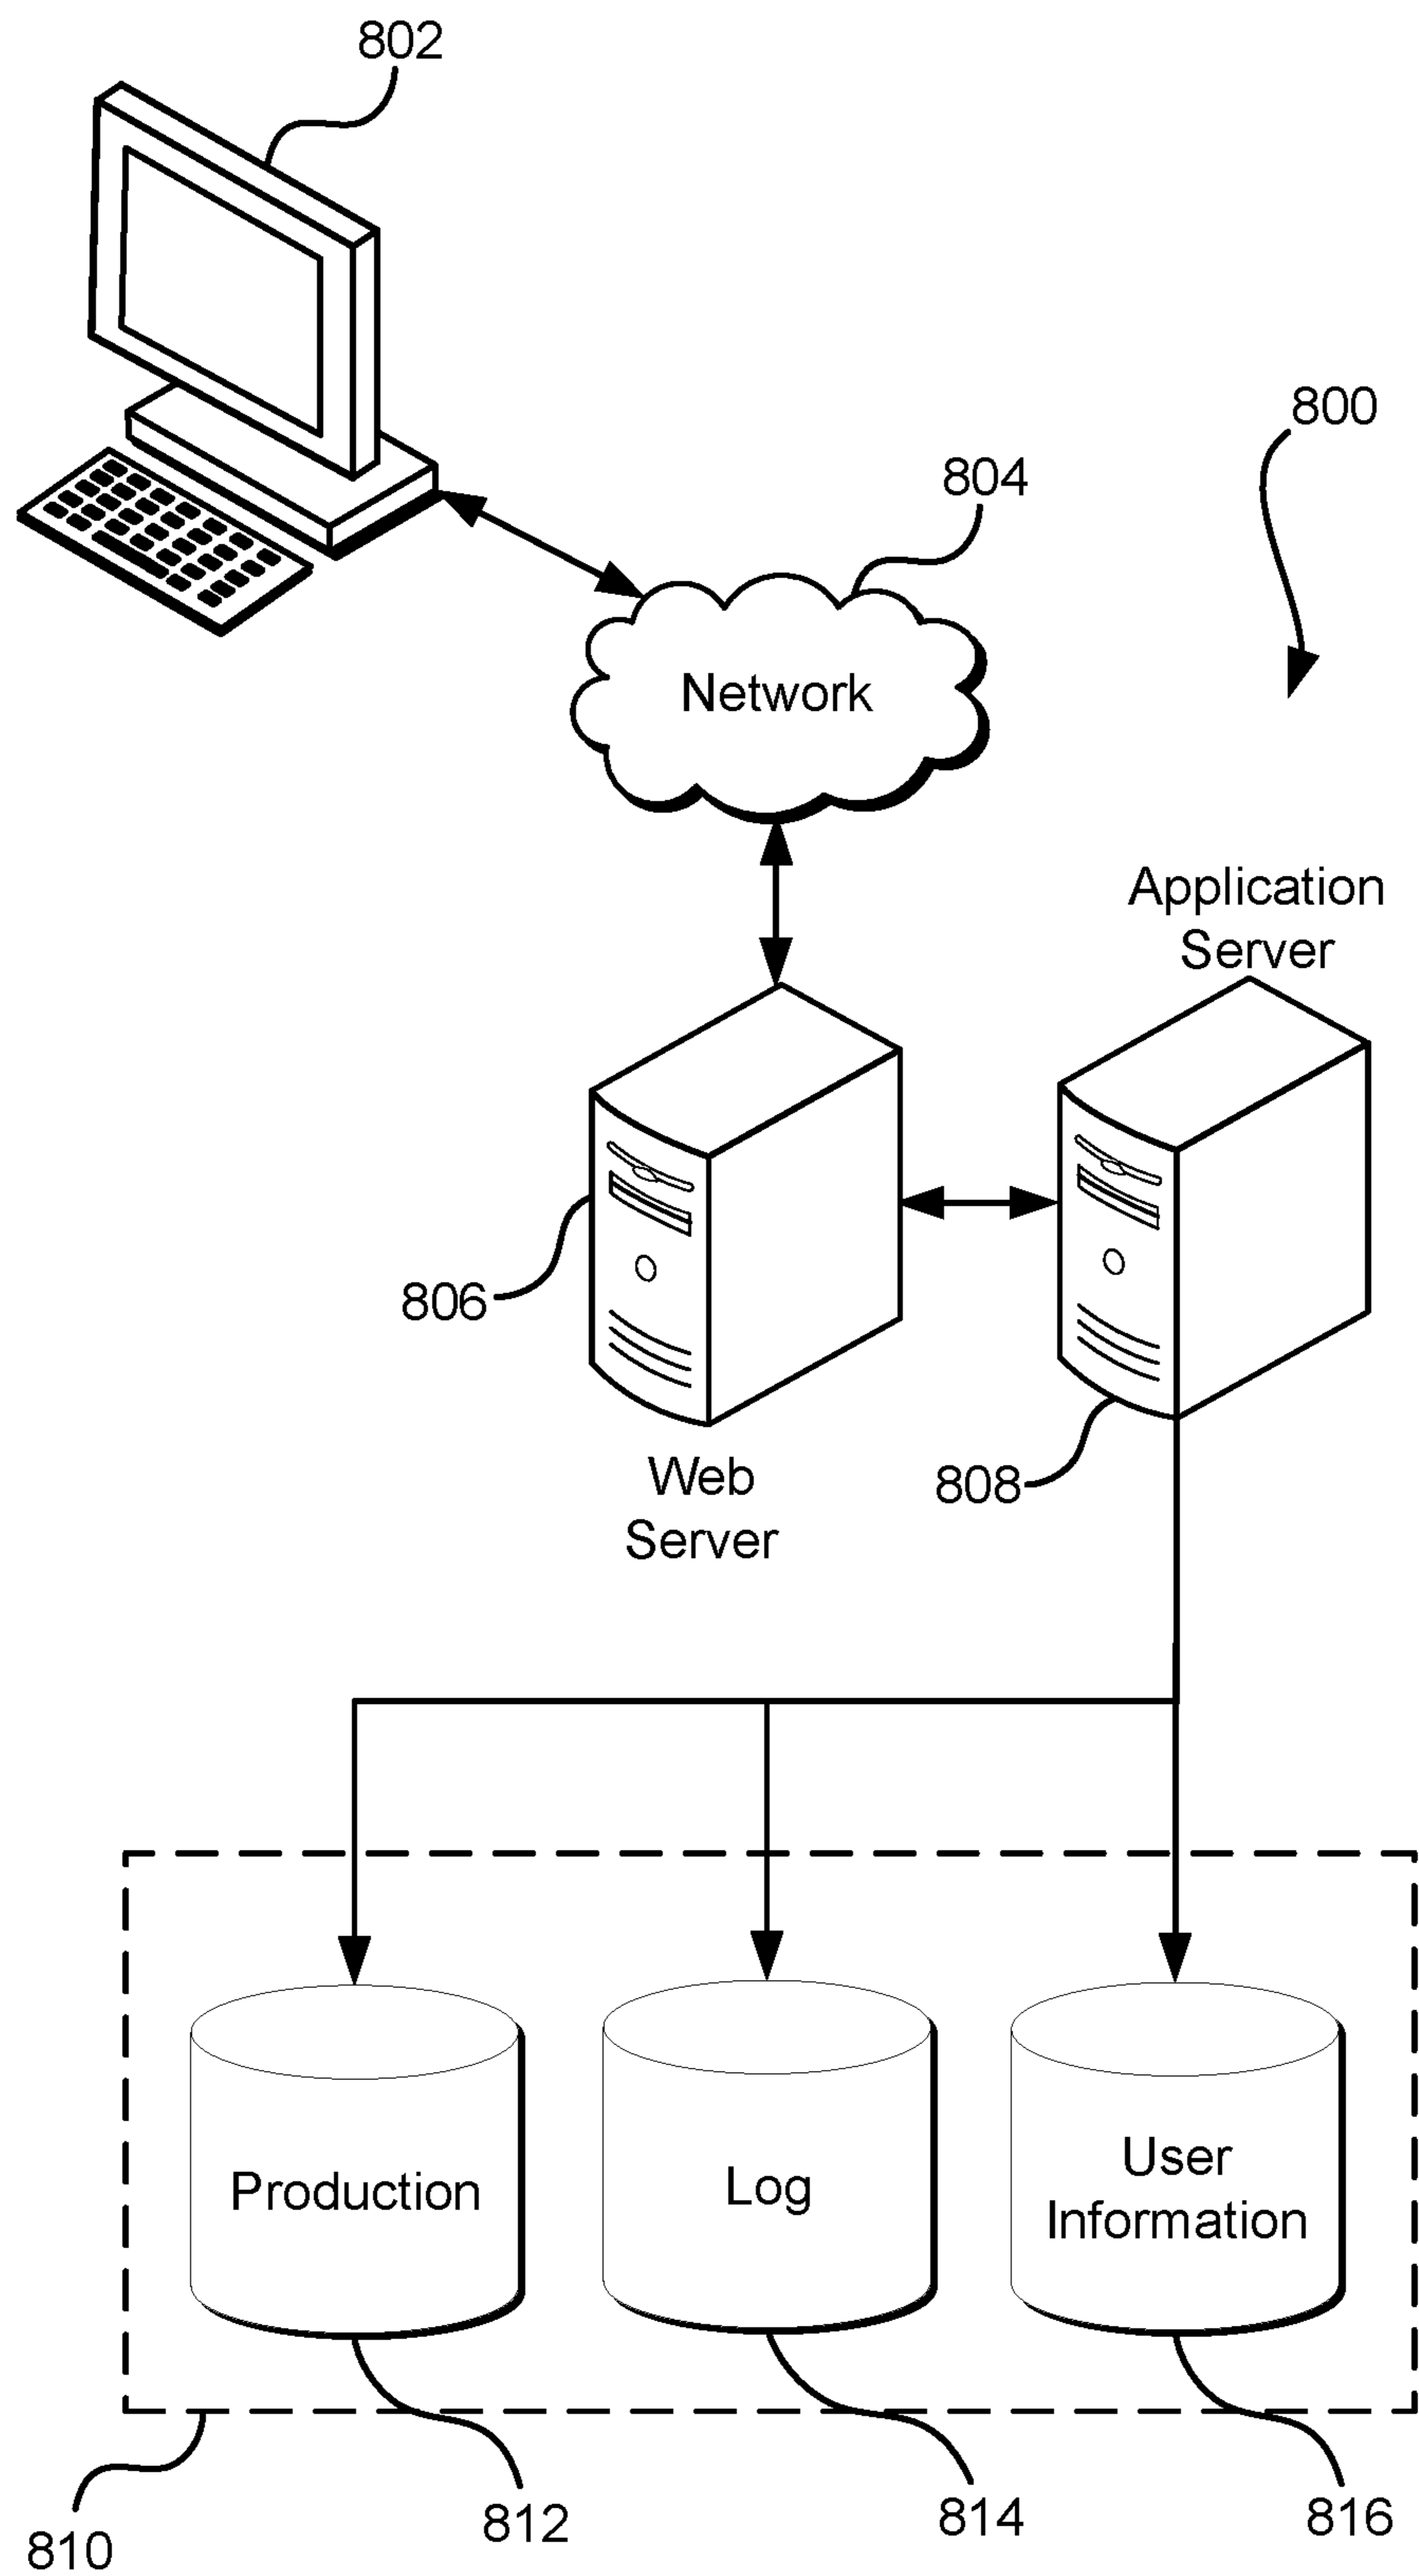 802
800
804
Network
Application
Server
806
808
Web
Server
Production
Log
User
Information
810
812
814
816